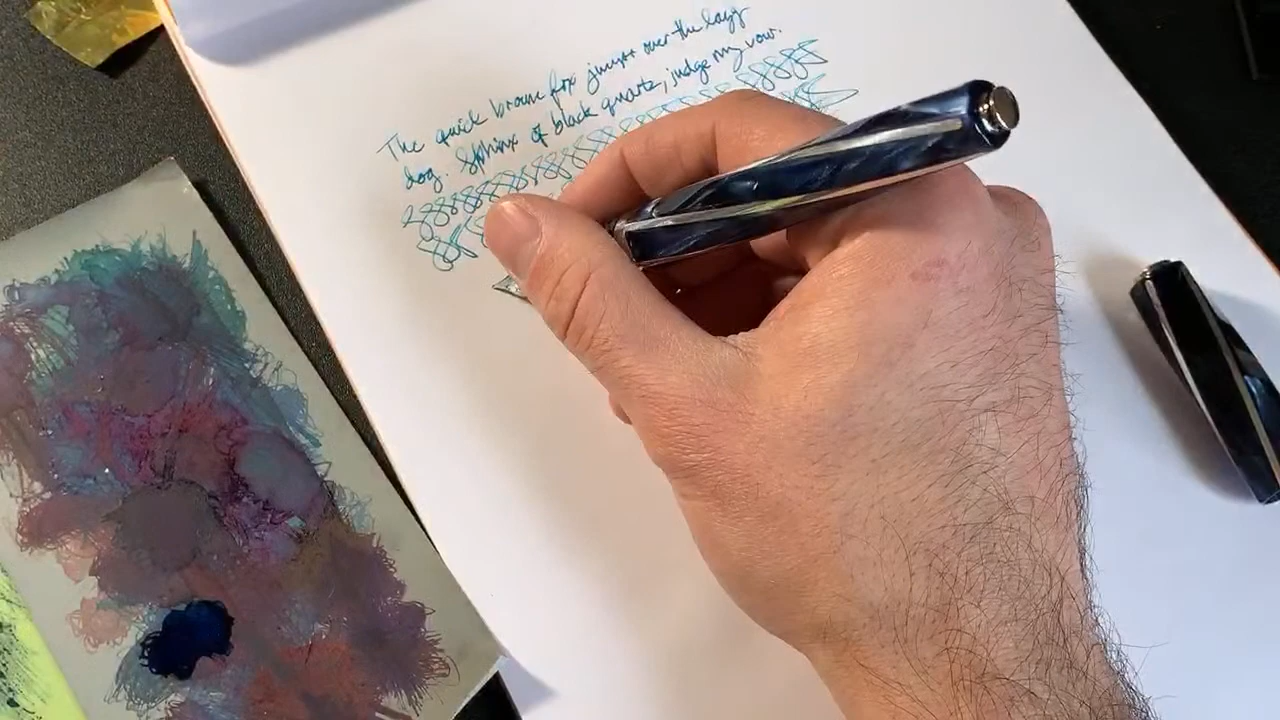 The quick brown fox jumps over the lazy
dog. Sphinx of black quartz, judge my vow.